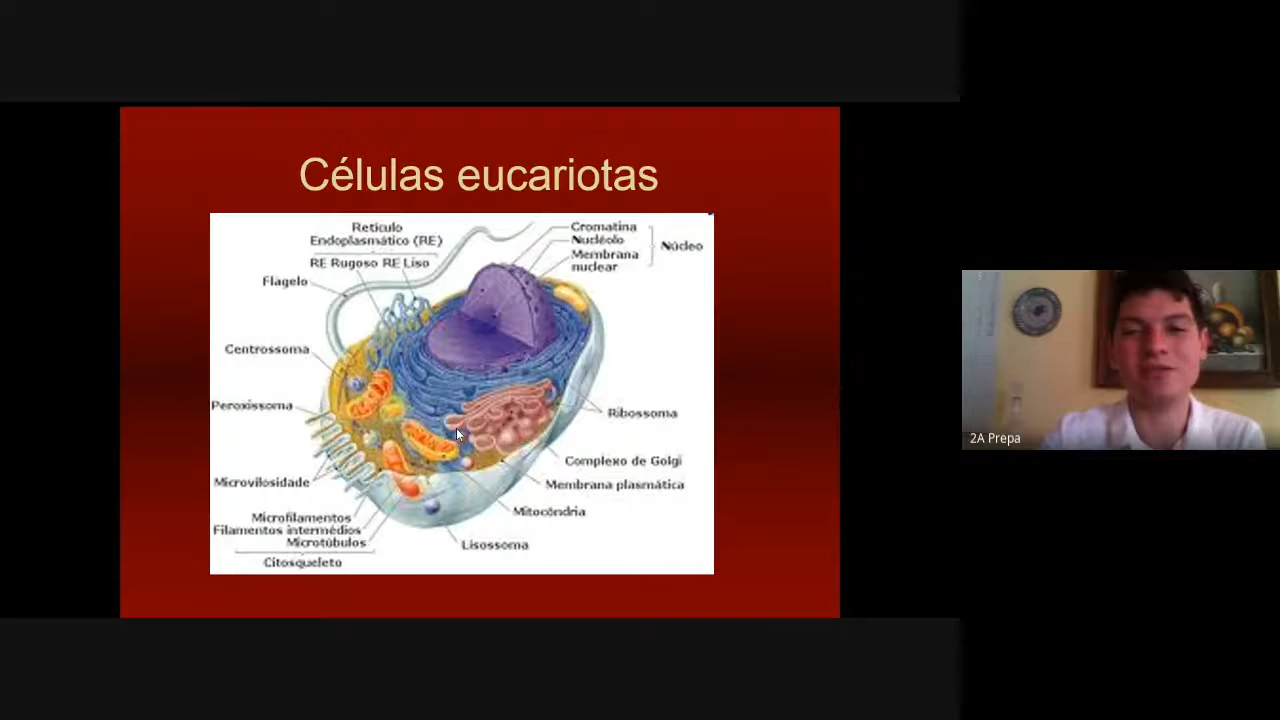 Células eucariotas
Retículo
Endoplasmático (RE)
RE Rugoso RE Liso
Flagelo
Centrossoma
Peroxissoma
Microvilosidade
Microfilamentos
Filamentos intermédios
Microtúbulos
Citosqueleto
Cromatina
Nucléolo
Membrana
nuclear
Núcleo
Ribossoma
Complexo de Golgi
Membrana plasmática
Mitocôndria
Lisossoma
2A Prepa